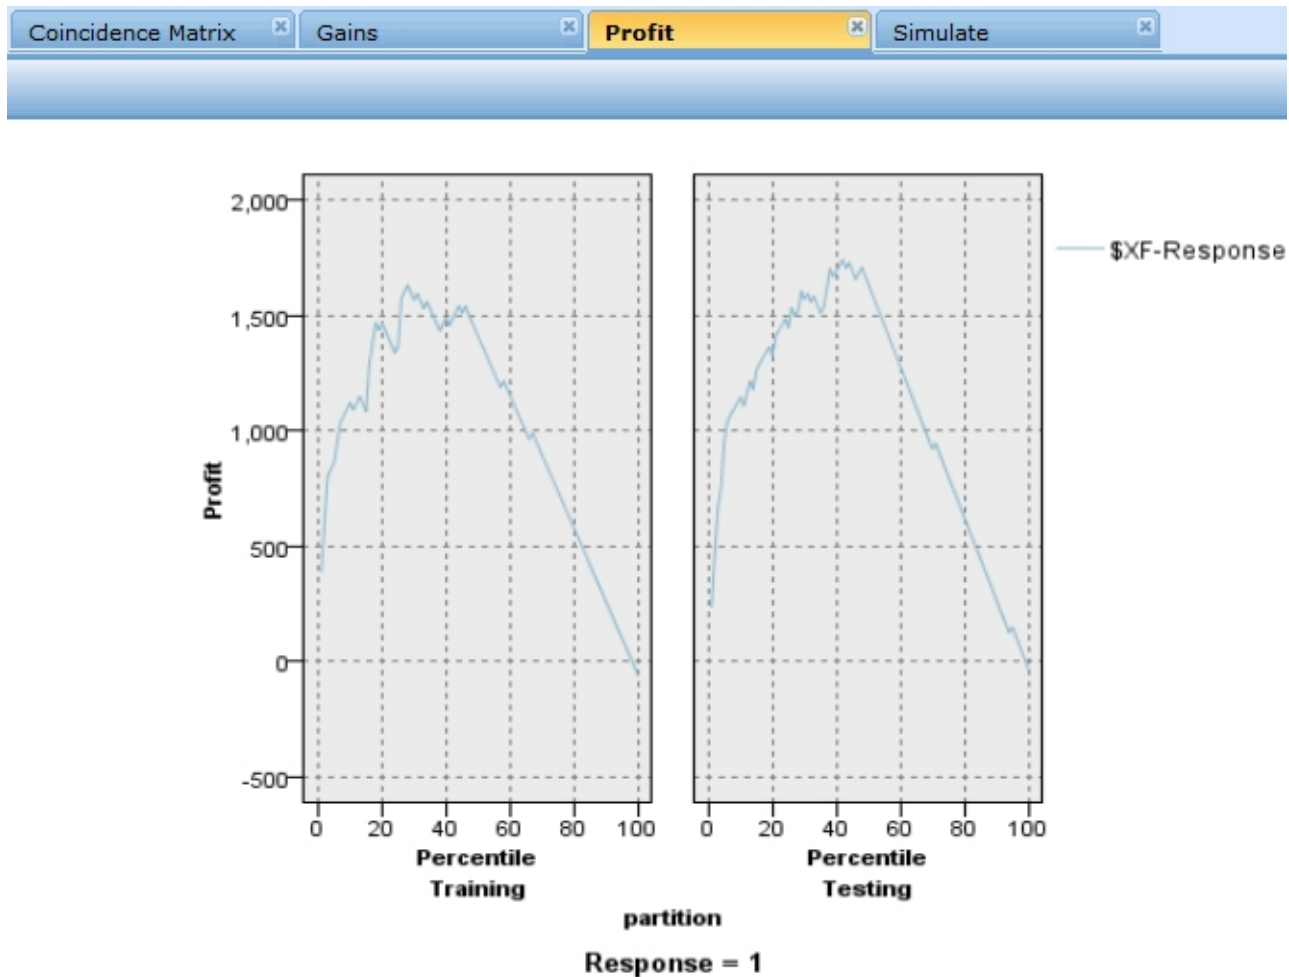 Coincidence Matrix Gains Profit Simulate
2,000
1,500
1,000
500
0
-500
Profit
$XF-Response
0 20 40 60 80 100 0 20 40 60 80 100
Percentile Percentile
Training Testing
partition
Response = 1